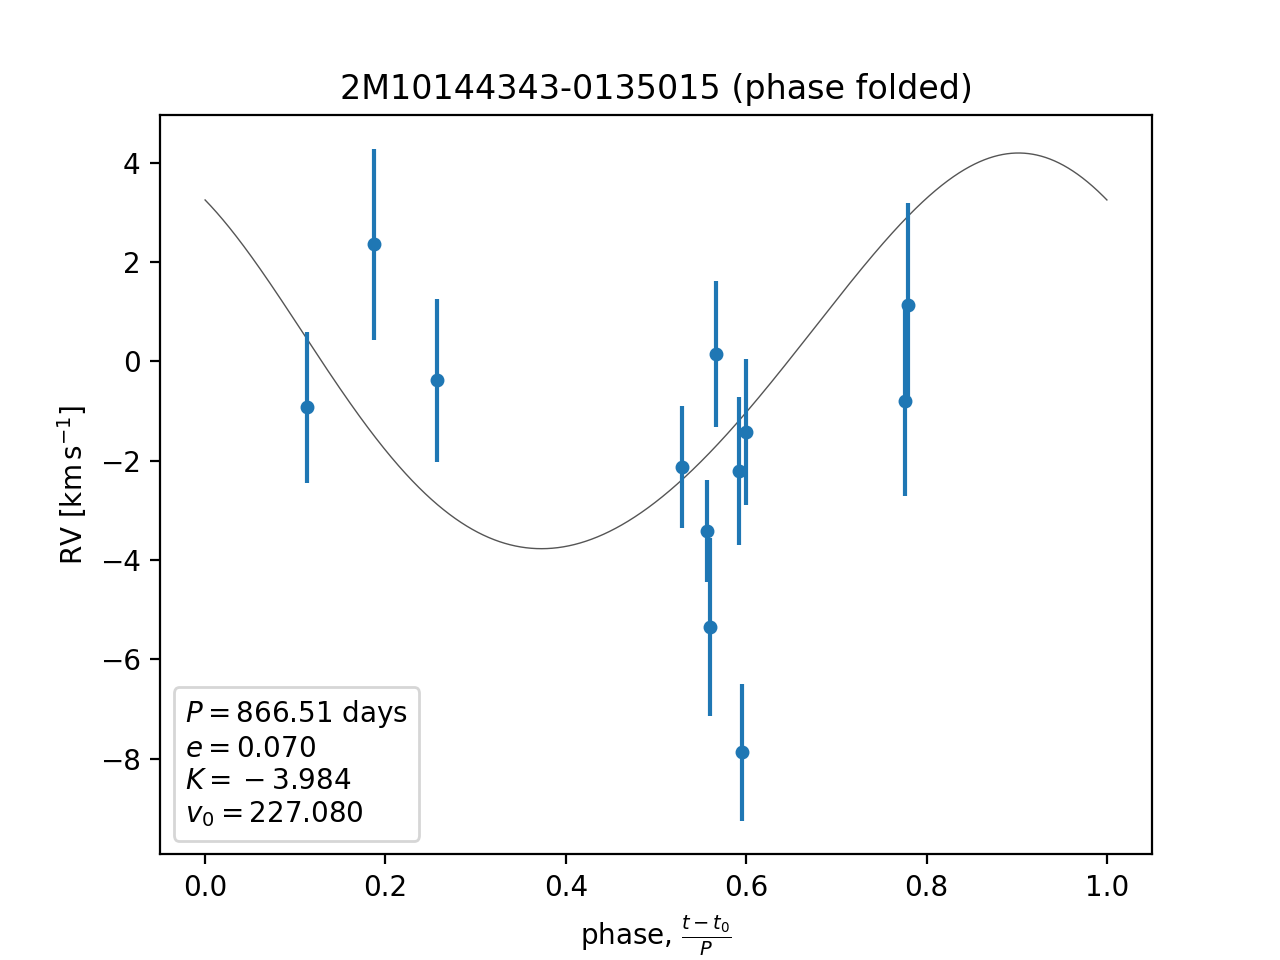 2M10144343-0135015 (phase folded)
RV [km s⁻¹]
4
2
0
−2
−4
−6
−8
P = 866.51 days
e = 0.070
K = −3.984
v₀ = 227.080
0.0 0.2 0.4 0.6 0.8 1.0
phase, (t − t₀)/P